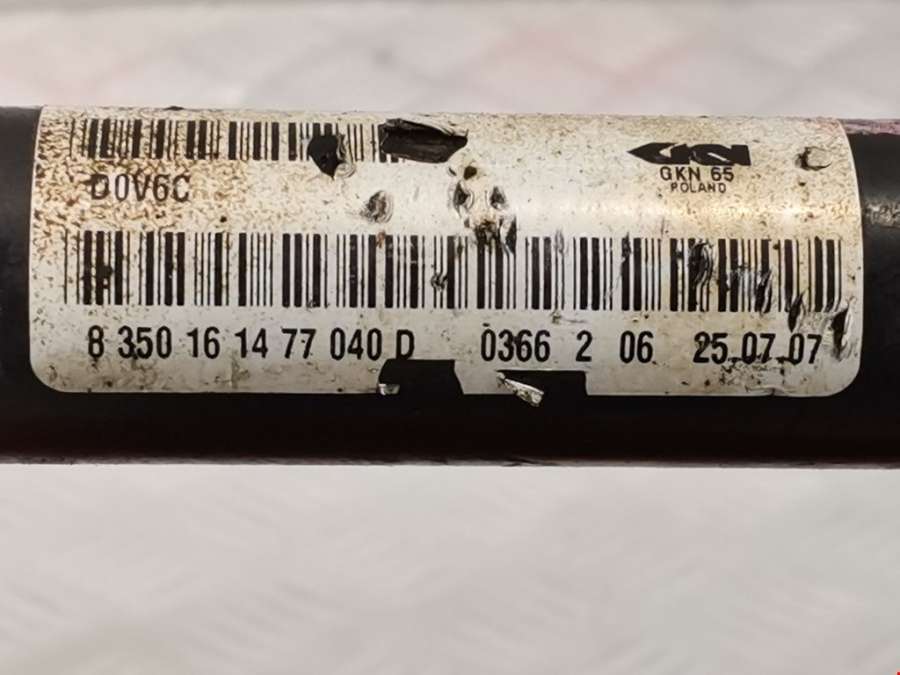 GKN
D0V6C
GKN 65
POLAND
8 350 16 14 77 040 D 0366 2 06 25.07.07